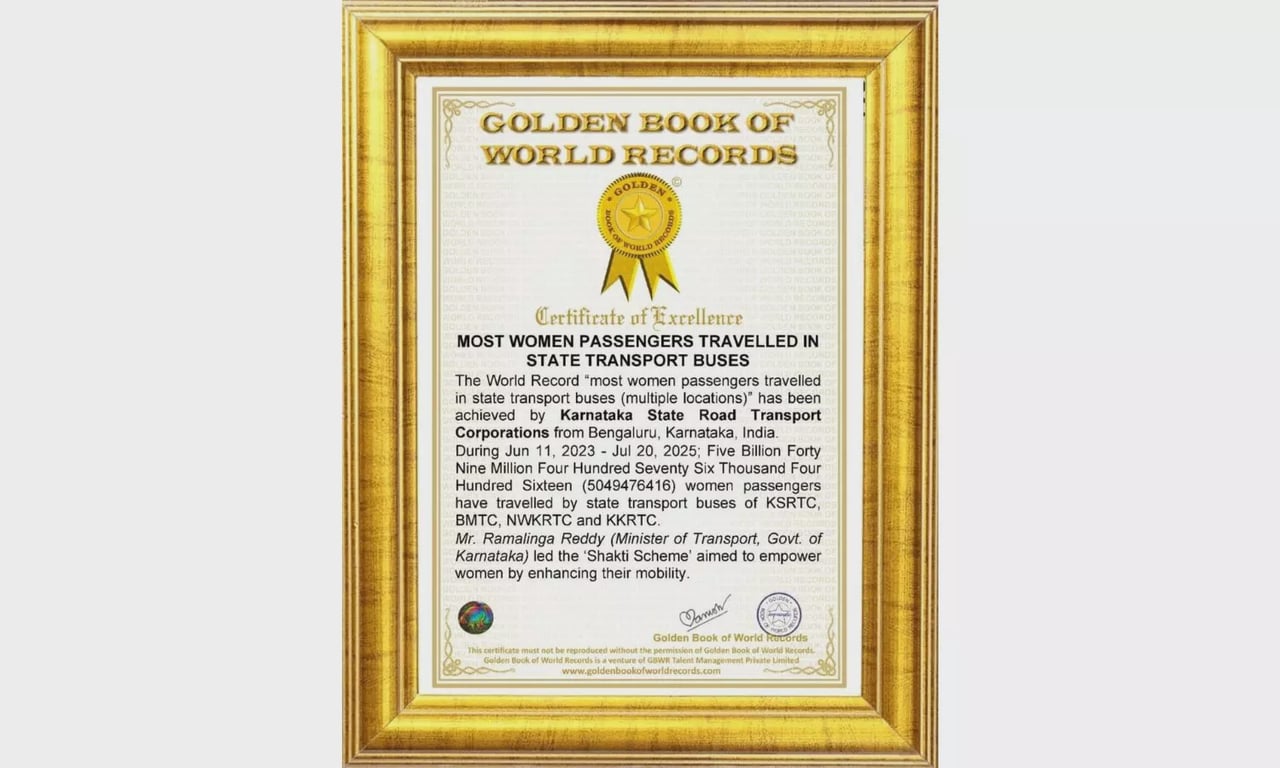 GOLDEN BOOK OF
WORLD RECORDS
©
GOLDEN
BOOK OF WORLD RECORDS
Certificate of Excellence
MOST WOMEN PASSENGERS TRAVELLED IN
STATE TRANSPORT BUSES
The World Record “most women passengers travelled
in state transport buses (multiple locations)” has been
achieved by Karnataka State Road Transport
Corporations from Bengaluru, Karnataka, India.
During Jun 11, 2023 - Jul 20, 2025; Five Billion Forty
Nine Million Four Hundred Seventy Six Thousand Four
Hundred Sixteen (5049476416) women passengers
have travelled by state transport buses of KSRTC,
BMTC, NWKRTC and KKRTC.
Mr. Ramalinga Reddy (Minister of Transport, Govt. of
Karnataka) led the ‘Shakti Scheme’ aimed to empower
women by enhancing their mobility.
GOLDEN
BOOK OF WORLD RECORDS
Golden Book of World Records
This certificate must not be reproduced without the permission of Golden Book of World Records.
Golden Book of World Records is a venture of GBWR Talent Management Private Limited
www.goldenbookofworldrecords.com